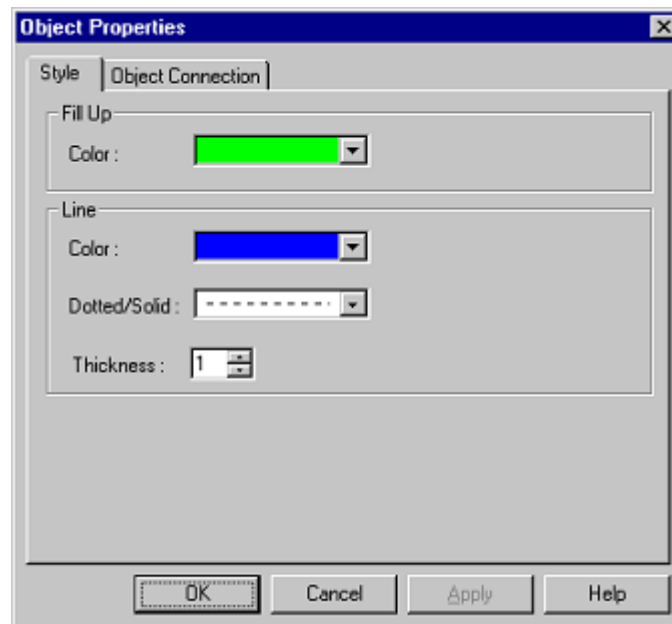 Object Properties
Style Object Connection
Fill Up
Color :
Line
Color :
Dotted/Solid :
Thickness : 1
OK Cancel Apply Help